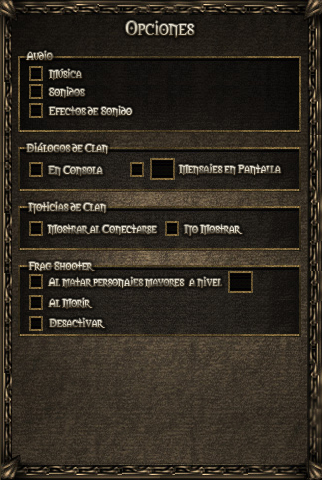 Opciones
Audio
Música
Sonidos
Efectos de Sonido
Diálogos de Clan
En Consola Mensajes en Pantalla
Noticias de Clan
Mostrar al Conectarse No Mostrar
Frag Shooter
Al matar personajes mayores a nivel
Al Morir
Desactivar